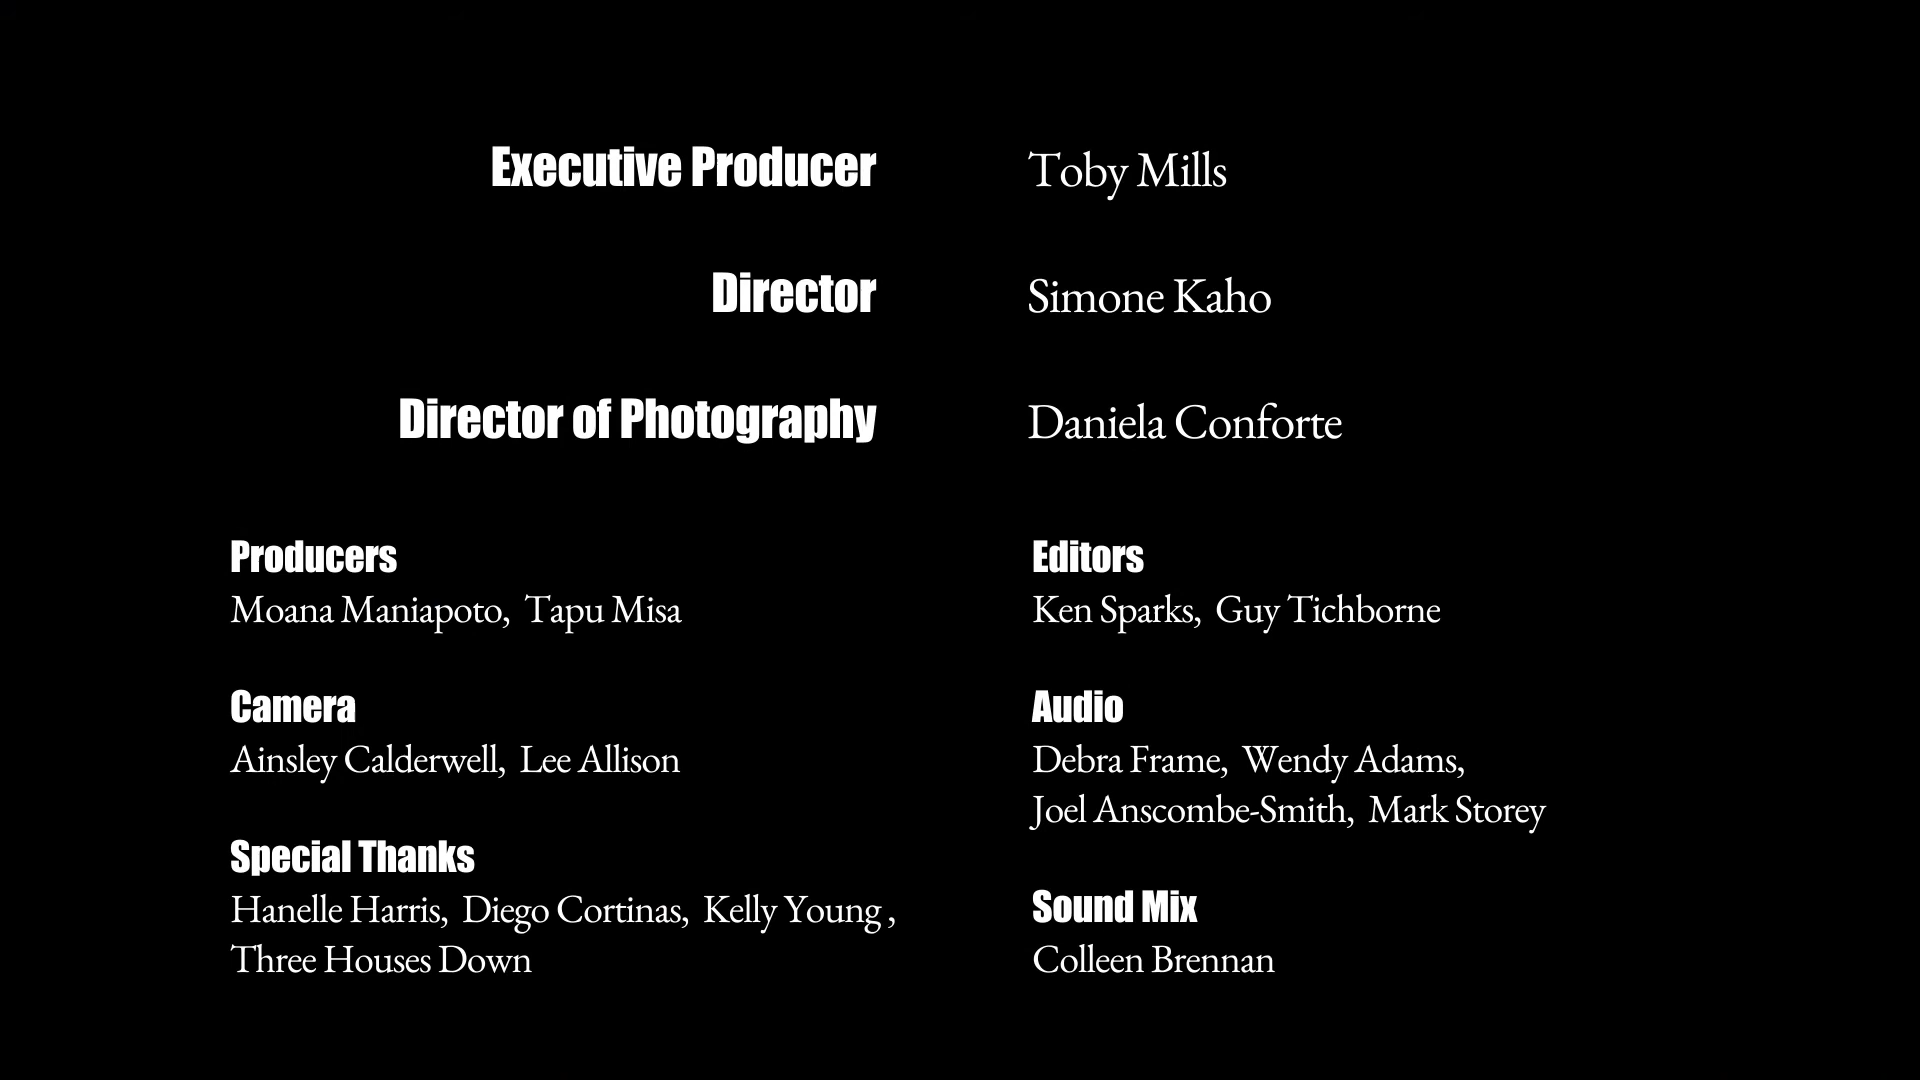 Executive Producer Toby Mills
Director Simone Kaho
Director of Photography Daniela Conforte
Producers
Moana Maniapoto, Tapu Misa
Camera
Ainsley Calderwell, Lee Allison
Special Thanks
Hanelle Harris, Diego Cortinas, Kelly Young ,
Three Houses Down
Editors
Ken Sparks, Guy Tichborne
Audio
Debra Frame, Wendy Adams,
Joel Anscombe-Smith, Mark Storey
Sound Mix
Colleen Brennan